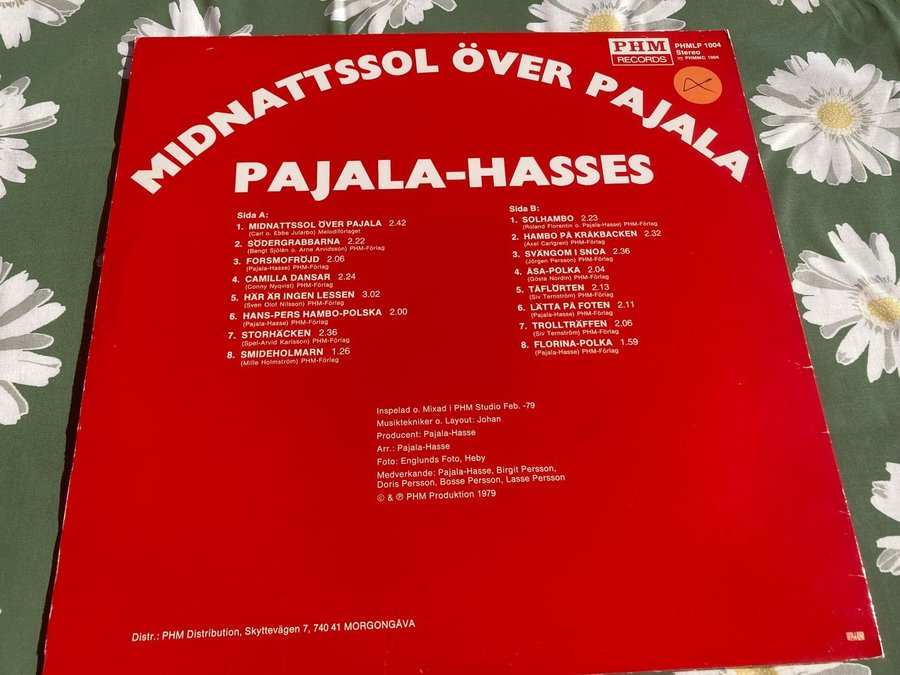 MIDNATTSSOL ÖVER PAJALA
PHM
RECORDS
PHMLP 1004
Stereo
PHMMC 1004
PAJALA-HASSES
Sida A:
1. MIDNATTSSOL ÖVER PAJALA 2.42
(Carl o. Ebbe Jularbo) Melodiförlaget
2. SÖDERGRABBARNA 2.22
(Bengt Sjölén o. Arne Arvidsson) PHM-Förlag
3. FORSMOFRÖJD 2.06
(Pajala-Hasse) PHM-Förlag
4. CAMILLA DANSAR 2.24
(Conny Nyqvist) PHM-Förlag
5. HÄR ÄR INGEN LESSEN 3.02
(Sven Olof Nilsson) PHM-Förlag
6. HANS-PERS HAMBO-POLSKA 2.00
(Pajala-Hasse) PHM-Förlag
7. STORHÄCKEN 2.36
(Spel-Arvid Karlsson) PHM-Förlag
8. SMIDEHOLMARN 1.26
(Mille Holmström) PHM-Förlag
Sida B:
1. SOLHAMBO 2.23
(Roland Florentin o. Pajala-Hasse) PHM-Förlag
2. HAMBO PÅ KRÅKBACKEN 2.32
(Axel Carlgren) PHM-Förlag
3. SVÄNGOM I SNOA 2.36
(Jörgen Persson) PHM-Förlag
4. ÅSA-POLKA 2.04
(Gösta Nordin) PHM-Förlag
5. TÅFLÖRTEN 2.13
(Siv Ternström) PHM-Förlag
6. LÄTTA PÅ FOTEN 2.11
(Pajala-Hasse) PHM-Förlag
7. TROLLTRÄFFEN 2.06
(Siv Ternström) PHM-Förlag
8. FLORINA-POLKA 1.59
(Pajala-Hasse) PHM-Förlag
Inspelad o. Mixad i PHM Studio Feb. -79
Musiktekniker o. Layout: Johan
Producent: Pajala-Hasse
Arr.: Pajala-Hasse
Foto: Englunds Foto, Heby
Medverkande: Pajala-Hasse, Birgit Persson,
Doris Persson, Bosse Persson, Lasse Persson
© & ℗ PHM Produktion 1979
Distr.: PHM Distribution, Skyttevägen 7, 740 41 MORGONGÅVA